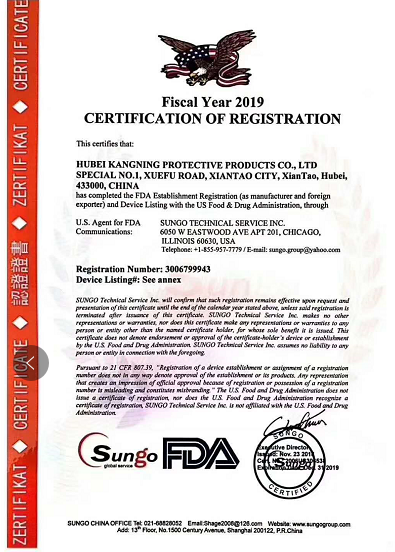 Fiscal Year 2019
CERTIFICATION OF REGISTRATION
This certifies that:
HUBEI KANGNING PROTECTIVE PRODUCTS CO., LTD
SPECIAL NO.1, XUEFU ROAD, XIANTAO CITY, XianTao, Hubei,
433000, CHINA
has completed the FDA Establishment Registration (as manufacturer and foreign
exporter) and Device Listing with the US Food & Drug Administration, through
U.S. Agent for FDA
Communications:
SUNGO TECHNICAL SERVICE INC.
6050 W EASTWOOD AVE APT 201, CHICAGO,
ILLINOIS 60630, USA
Telephone: +1-855-957-7779 / E-mail: sungo.group@yahoo.com
Registration Number: 3006799943
Device Listing#: See annex
SUNGO Technical Service Inc. will confirm that such registration remains effective upon request and
presentation of this certificate until the end of the calendar year stated above, unless said registration is
terminated after issuance of this certificate. SUNGO Technical Service Inc. makes no other
representations or warranties, nor does this certificate make any representations or warranties to any
person or entity other than the named certificate holder, for whose sole benefit it is issued. This
certificate does not endorsement or approval of the certificate-holder's device or establishment
by the U.S. Food and Drug Administration. SUNGO Technical Service Inc. assumes no liability to any
person or entity in connection with the foregoing.
Pursuant to 21 CFR 807.39, "Registration of a device establishment or assignment of a registration
number does not in any way denote approval of the establishment or its products. Any representation
that creates an impression of official approval because of registration or possession of a registration
number is misleading and constitutes misbranding." The U.S. Food and Drug Administration does not
issue a certificate of registration, nor does the U.S. Food and Drug Administration recognize a
certificate of registration. SUNGO Technical Service Inc. is not affiliated with the U.S. Food and Drug
Administration.
Sungo
global service
FDA
SUNGO
Executive Director
Issued: Nov. 23
31/2019
Sungo
CERTIFIED
SUNGO CHINA OFFICE Tel: 021-68828052 Email:Shage2008@126.com Website: www.sungogroup.com
Add: 13th Floor, No.1500 Century Avenue, Shanghai 200122, P.R.China
ZERTIFIKAT ◆ CERTIFICATE ◆ 認證證書 ◆ ZERTIFIKAT ◆ CERTIFICATE